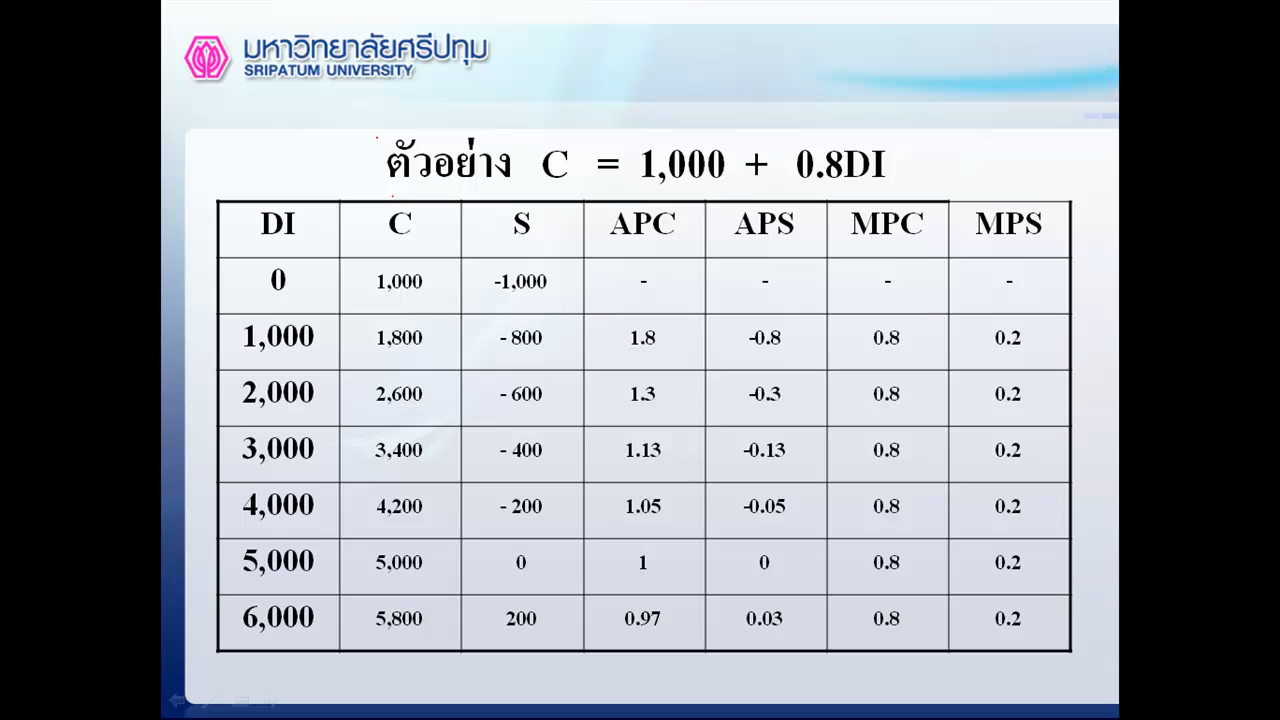 มหาวิทยาลัยศรีปทุม
SRIPATUM UNIVERSITY
ตัวอย่าง C = 1,000 + 0.8DI
DI C S APC APS MPC MPS
0 1,000 -1,000 - - - -
1,000 1,800 - 800 1.8 -0.8 0.8 0.2
2,000 2,600 - 600 1.3 -0.3 0.8 0.2
3,000 3,400 - 400 1.13 -0.13 0.8 0.2
4,000 4,200 - 200 1.05 -0.05 0.8 0.2
5,000 5,000 0 1 0 0.8 0.2
6,000 5,800 200 0.97 0.03 0.8 0.2